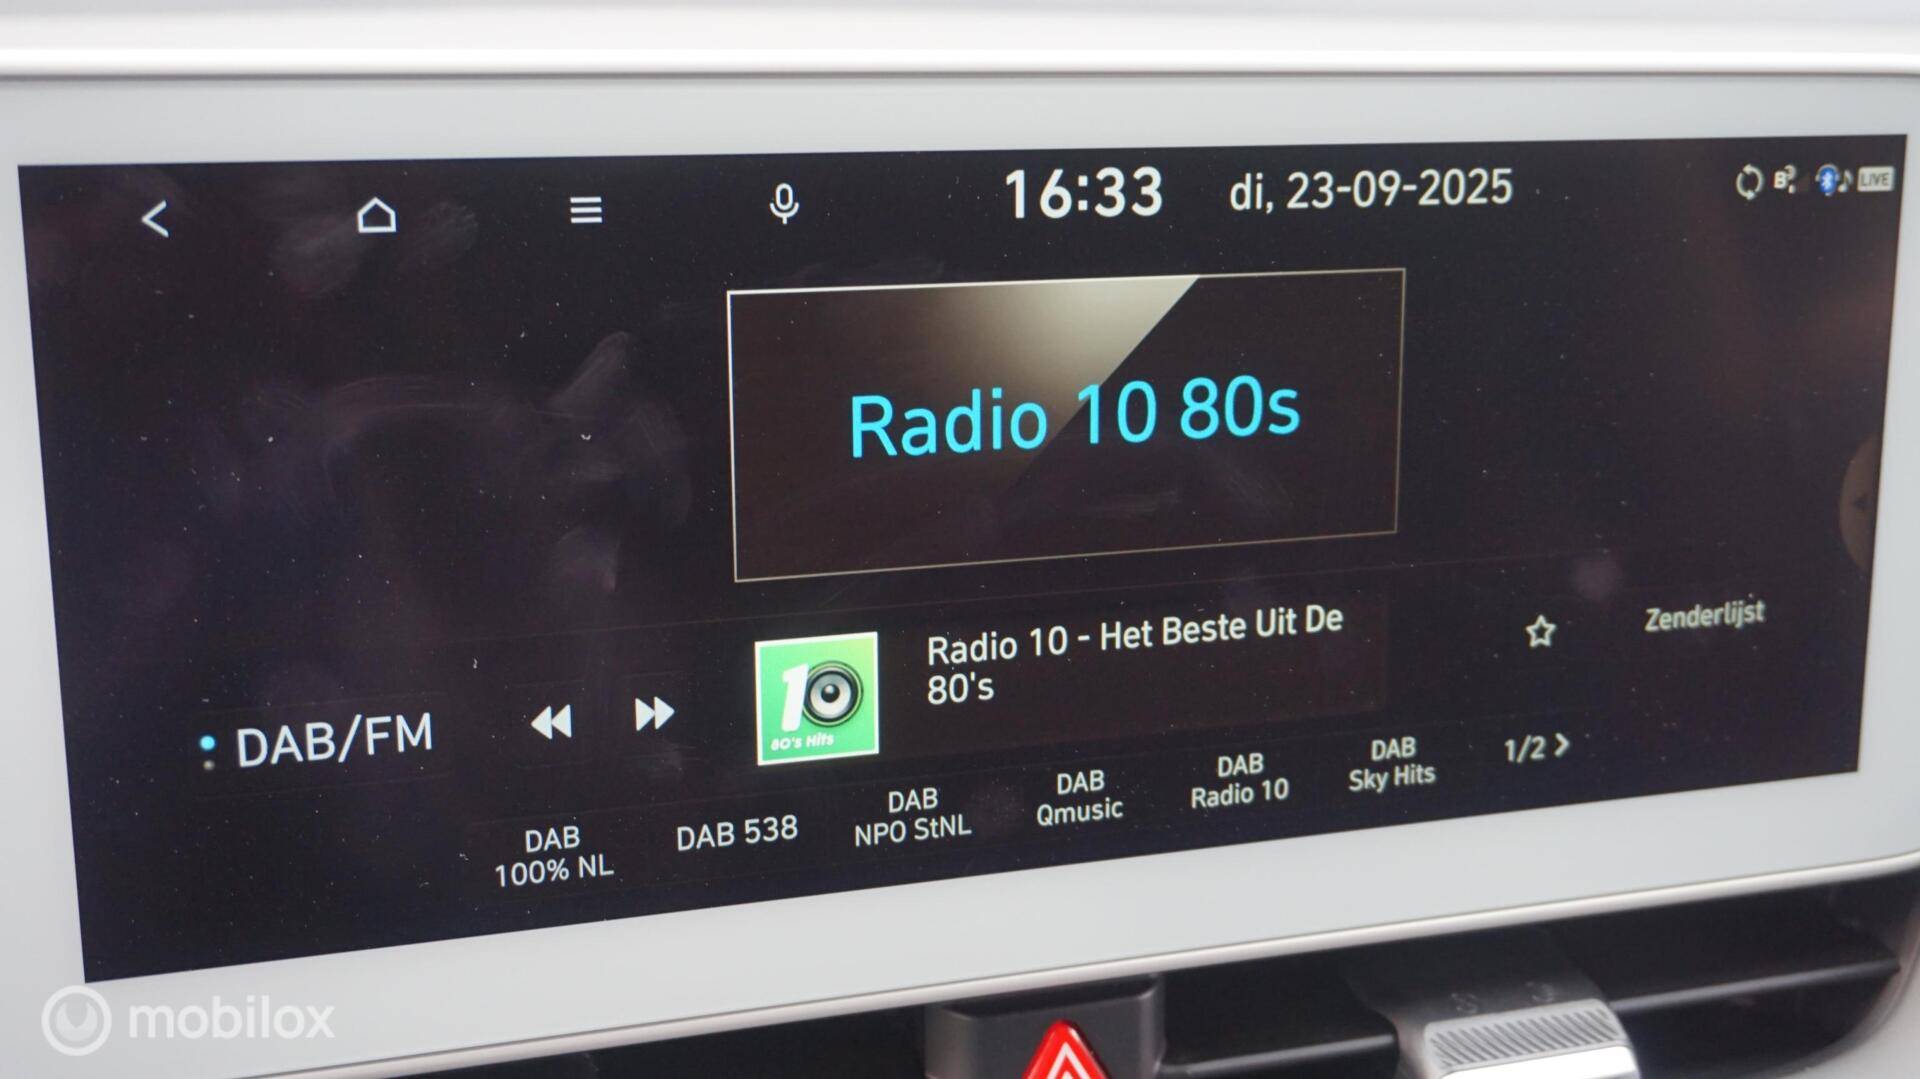 16:33 di, 23-09-2025
LIVE
Radio 10 80s
Radio 10 - Het Beste Uit De
80's
Zenderlijst
10
80's Hits
DAB/FM
DAB
100% NL
DAB 538
DAB
NPO StNL
DAB
Qmusic
DAB
Radio 10
DAB
Sky Hits
1/2
mobilox